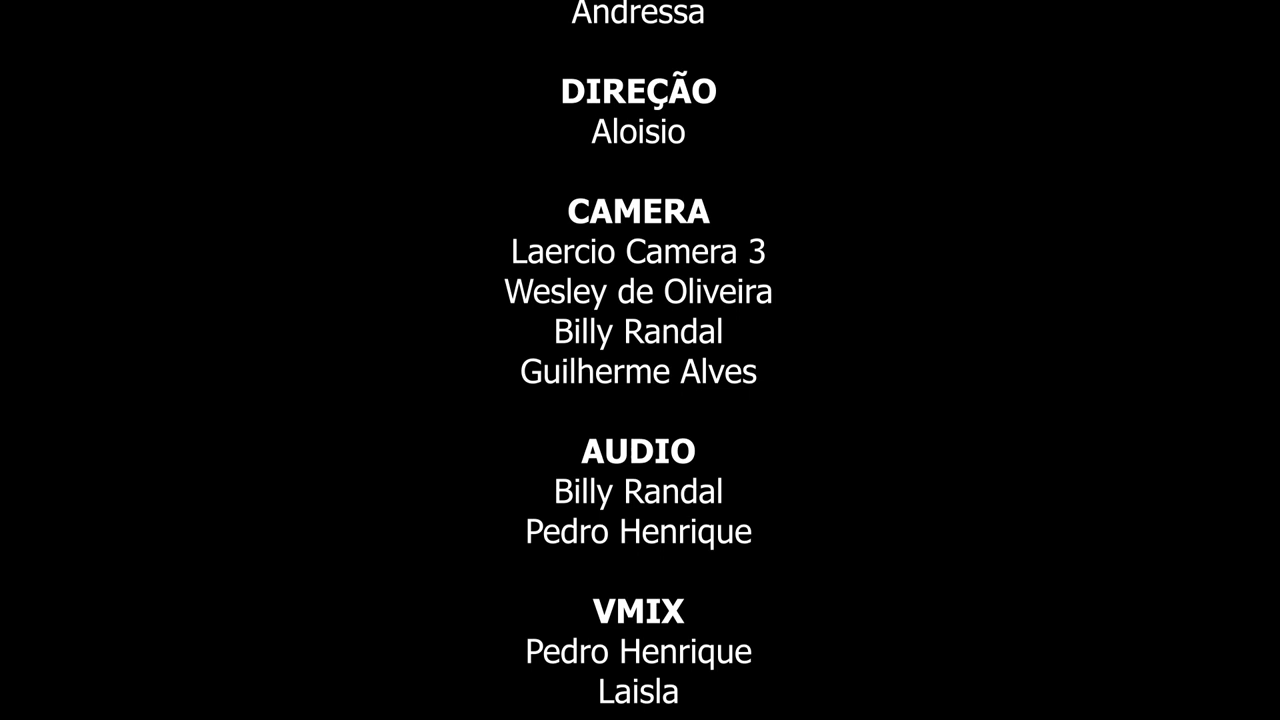 Andressa
DIREÇÃO
Aloisio
CAMERA
Laercio Camera 3
Wesley de Oliveira
Billy Randal
Guilherme Alves
AUDIO
Billy Randal
Pedro Henrique
VMIX
Pedro Henrique
Laisla